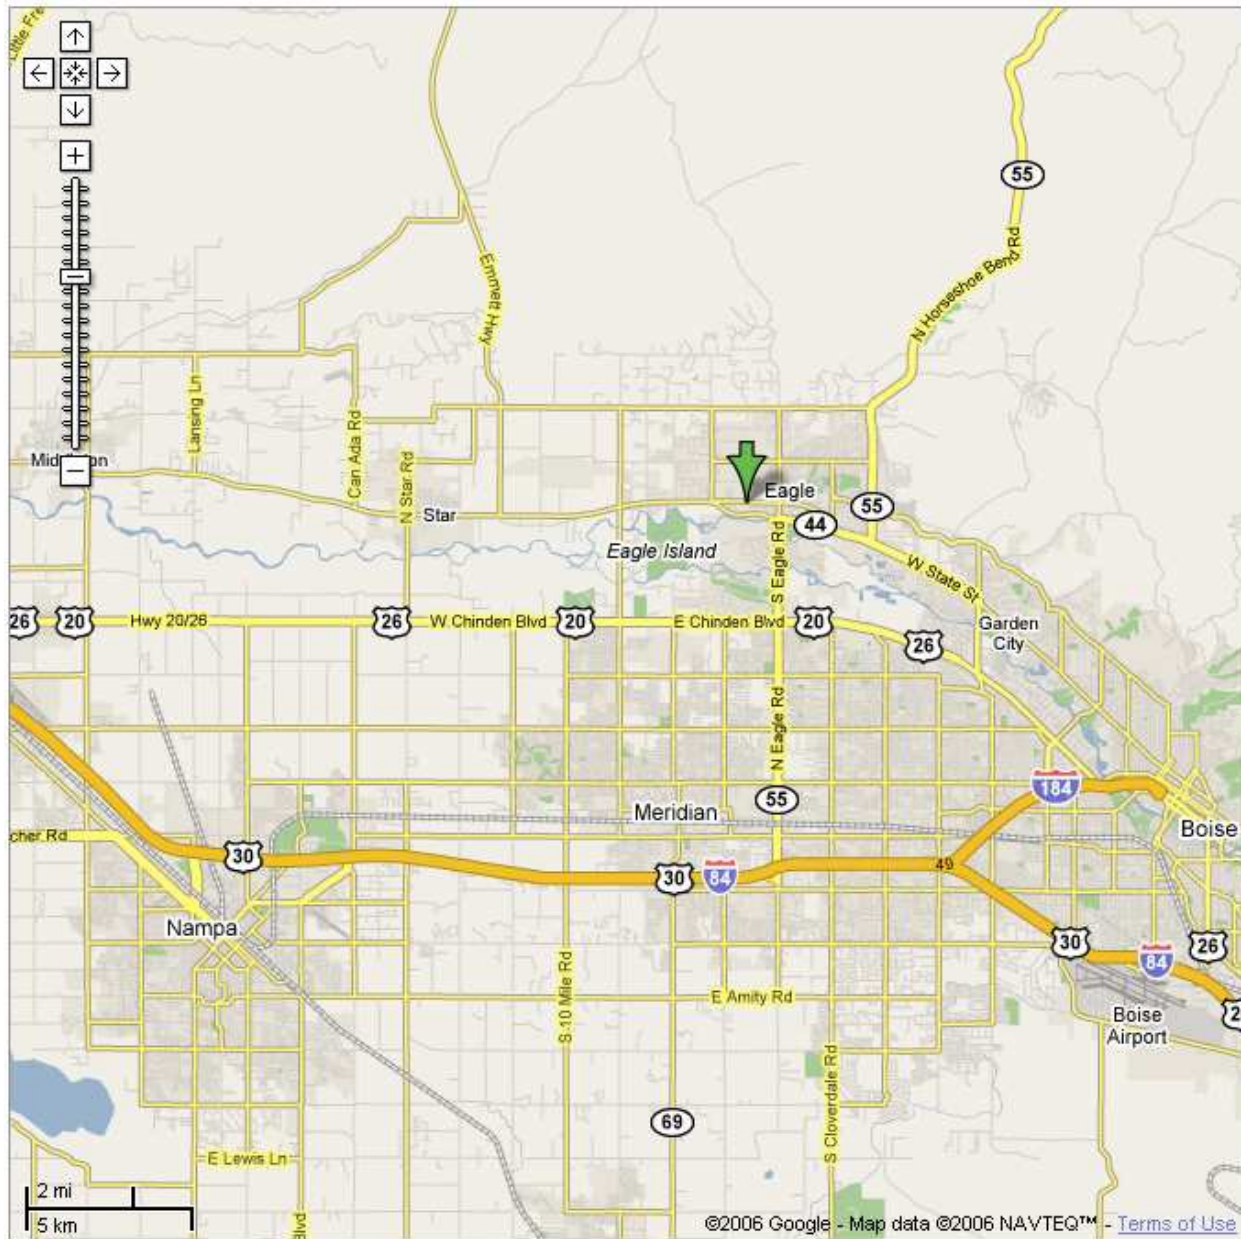 Little Fre
55
N Horseshoe Bend Rd
Emmett Hwy
Lansing Ln
Can Ada Rd
N Star Rd
Star
Eagle
55
44
Eagle Island
S Eagle Rd
W State St
26
20
Hwy 20/26
26
W Chinden Blvd
20
E Chinden Blvd
20
26
Garden
City
N Eagle Rd
55
184
Meridian
Boise
cher Rd
30
30
84
49
Nampa
30
84
26
S 10 Mile Rd
E Amity Rd
Boise
Airport
2
S Cloverdale Rd
69
E Lewis Ln
Blvd
2 mi
5 km
©2006 Google - Map data ©2006 NAVTEQ™ - Terms of Use